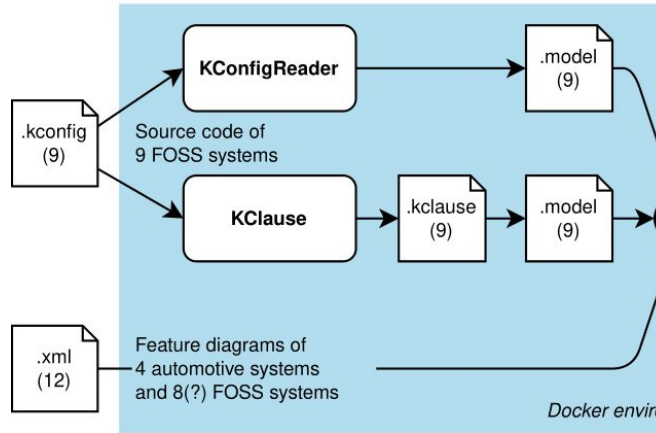 KConfigReader
.model
(9)
.kconfig
(9)
Source code of
9 FOSS systems
KClause
.kclause
(9)
.model
(9)
.xml
(12)
Feature diagrams of
4 automotive systems
and 8(?) FOSS systems
Docker envir